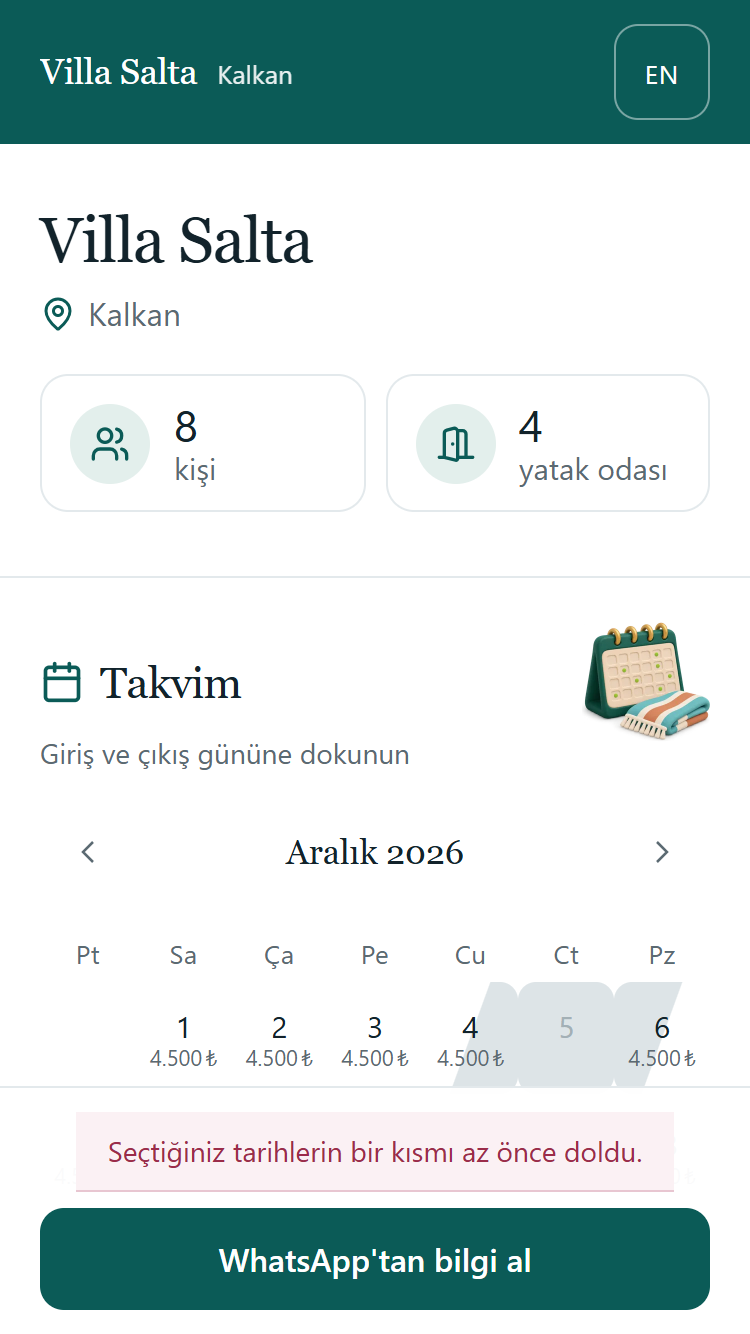 Villa Salta Kalkan
EN
Villa Salta
Kalkan
8
kişi
4
yatak odası
Takvim
Giriş ve çıkış gününe dokunun
Aralık 2026
Pt Sa Ça Pe Cu Ct Pz
1 2 3 4 5 6
4.500 ₺ 4.500 ₺ 4.500 ₺ 4.500 ₺ 4.500 ₺
Seçtiğiniz tarihlerin bir kısmı az önce doldu.
WhatsApp'tan bilgi al